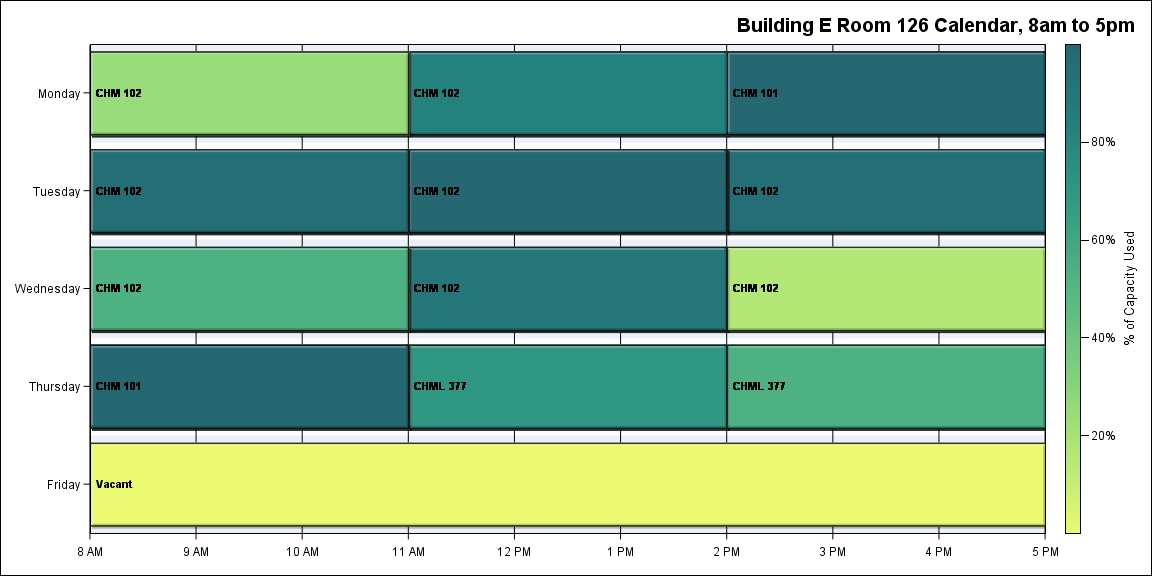 Building E Room 126 Calendar, 8am to 5pm
Monday
CHM 102
CHM 102
CHM 101
Tuesday
CHM 102
CHM 102
CHM 102
Wednesday
CHM 102
CHM 102
CHM 102
Thursday
CHM 101
CHML 377
CHML 377
Friday
Vacant
8 AM
9 AM
10 AM
11 AM
12 PM
1 PM
2 PM
3 PM
4 PM
5 PM
80%
60%
40%
20%
% of Capacity Used